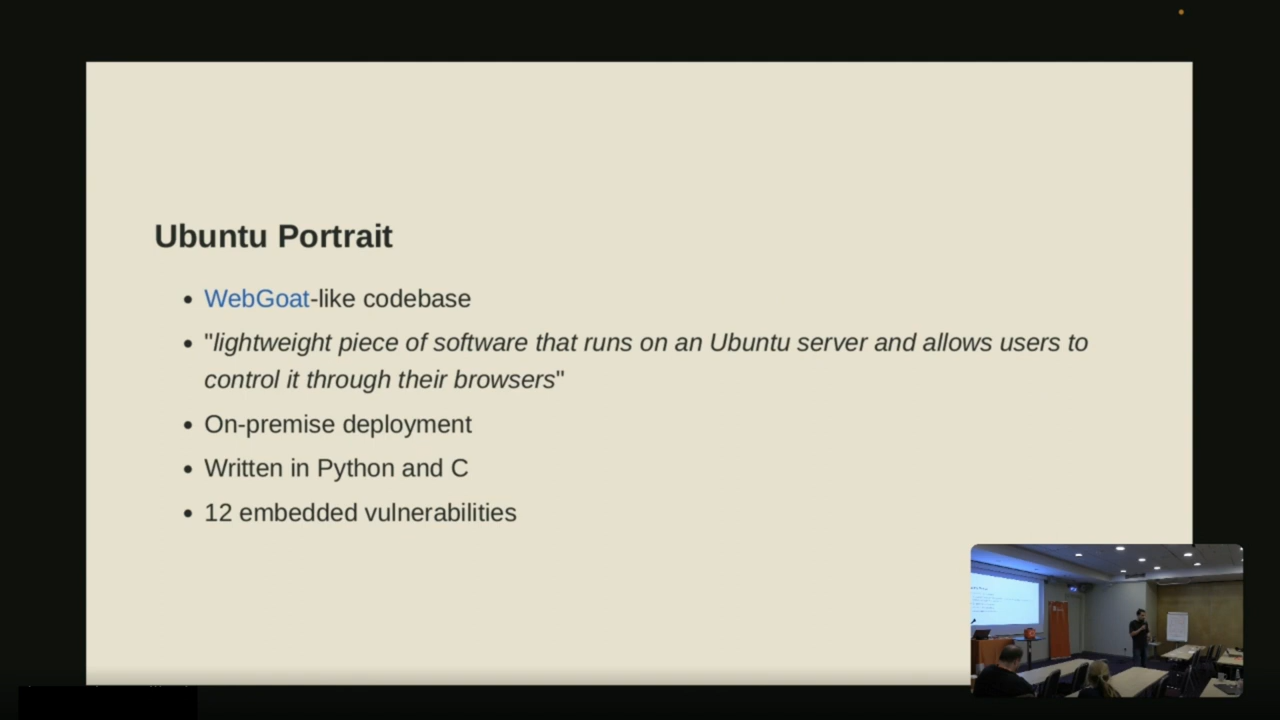 Ubuntu Portrait
WebGoat-like codebase
"lightweight piece of software that runs on an Ubuntu server and allows users to
control it through their browsers"
On-premise deployment
Written in Python and C
12 embedded vulnerabilities